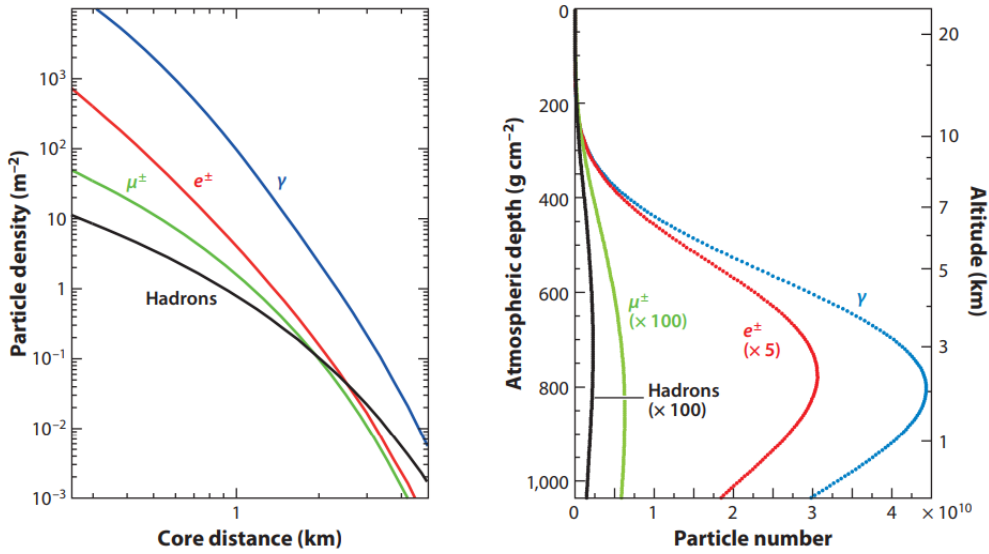 Particle density (m⁻²)
10³
10²
10
1
10⁻¹
10⁻²
10⁻³
γ
e±
μ±
Hadrons
1
Core distance (km)
Atmospheric depth (g cm⁻²)
0
200
400
600
800
1,000
γ
μ±
(× 100)
e±
(× 5)
Hadrons
(× 100)
20
10
7
5
3
1
Altitude (km)
0 1 2 3 4 × 10¹⁰
Particle number